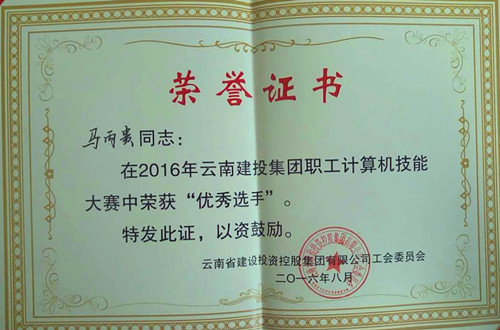 荣誉证书
马丙贵同志：
在2016年云南建投集团职工计算机技能
大赛中荣获“优秀选手”。
特发此证，以资鼓励。
云南省建设投资控股集团有限公司工会委员会
二〇一六年八月